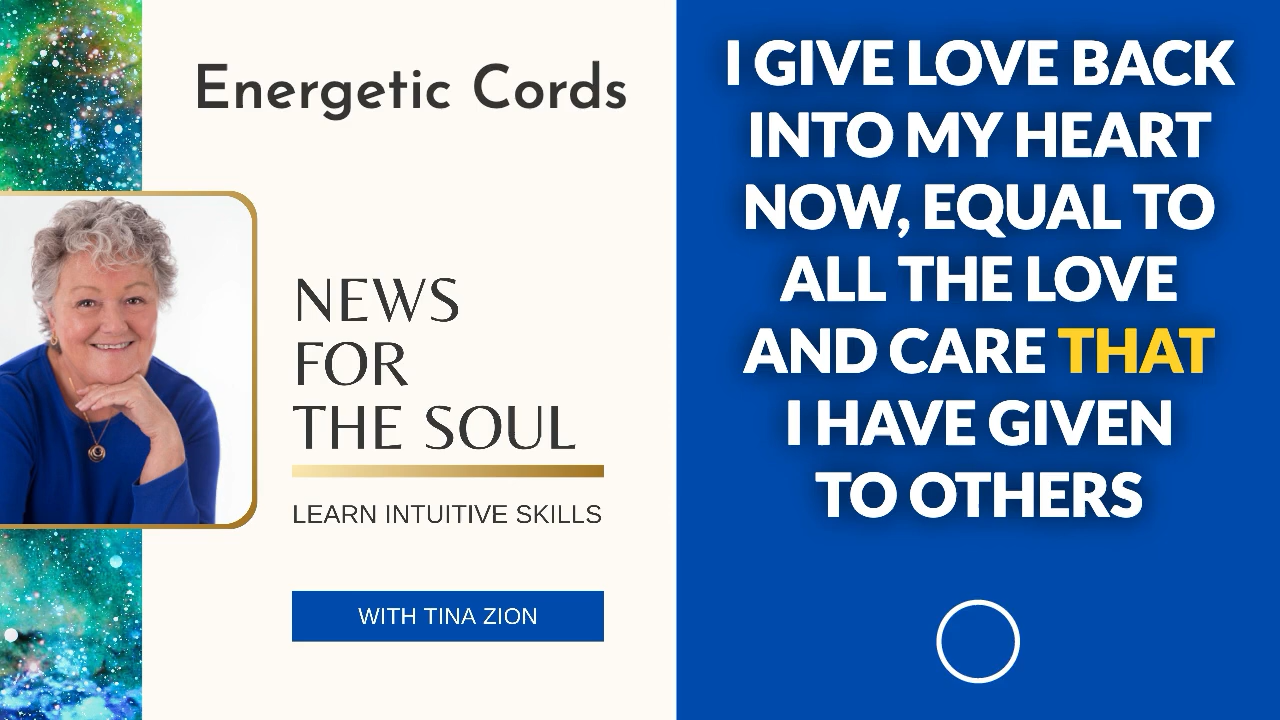 Energetic Cords
NEWS
FOR
THE SOUL
LEARN INTUITIVE SKILLS
WITH TINA ZION
I GIVE LOVE BACK
INTO MY HEART
NOW, EQUAL TO
ALL THE LOVE
AND CARE THAT
I HAVE GIVEN
TO OTHERS